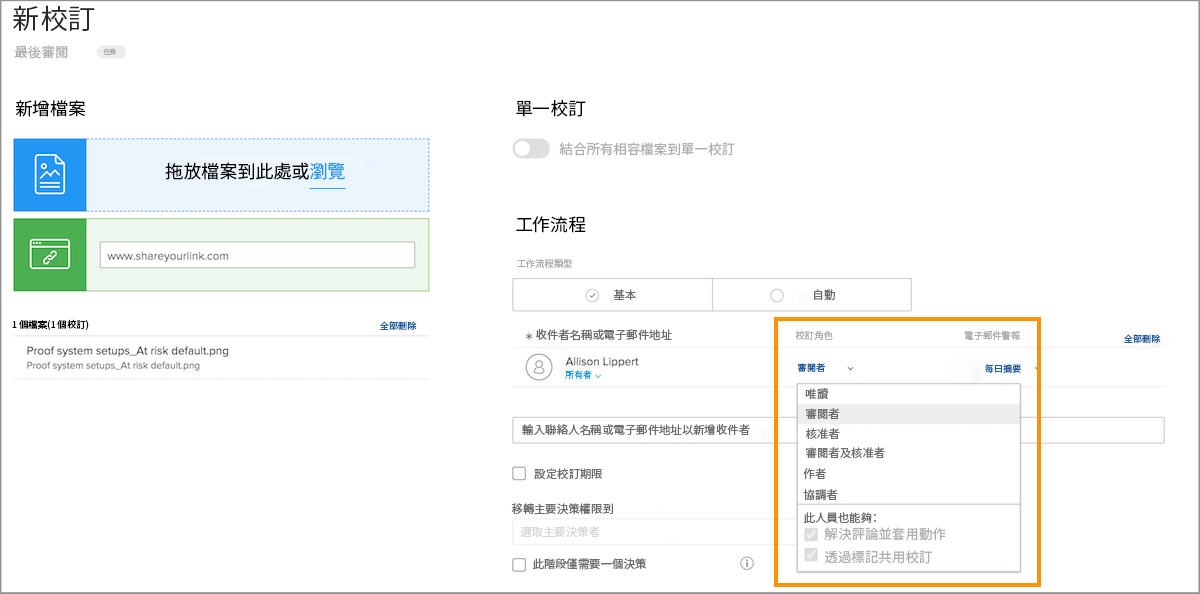 新校訂
最後審閱 任務
新增檔案
拖放檔案到此處或瀏覽
www.shareyourlink.com
1 個檔案(1 個校訂) 全部刪除
Proof system setups_At risk default.png
Proof system setups_At risk default.png
單一校訂
結合所有相容檔案到單一校訂
工作流程
工作流程類型
基本 自動
* 收件者名稱或電子郵件地址 校訂角色 電子郵件警報 全部刪除
Allison Lippert 審閱者 每日摘要
所有者
唯讀
審閱者
核准者
審閱者及核准者
作者
協調者
此人員也能夠:
解決評論並套用動作
透過標記共用校訂
輸入聯絡人名稱或電子郵件地址以新增收件者
設定校訂期限
移轉主要決策權限到
選取主要決策者
此階段僅需要一個決策